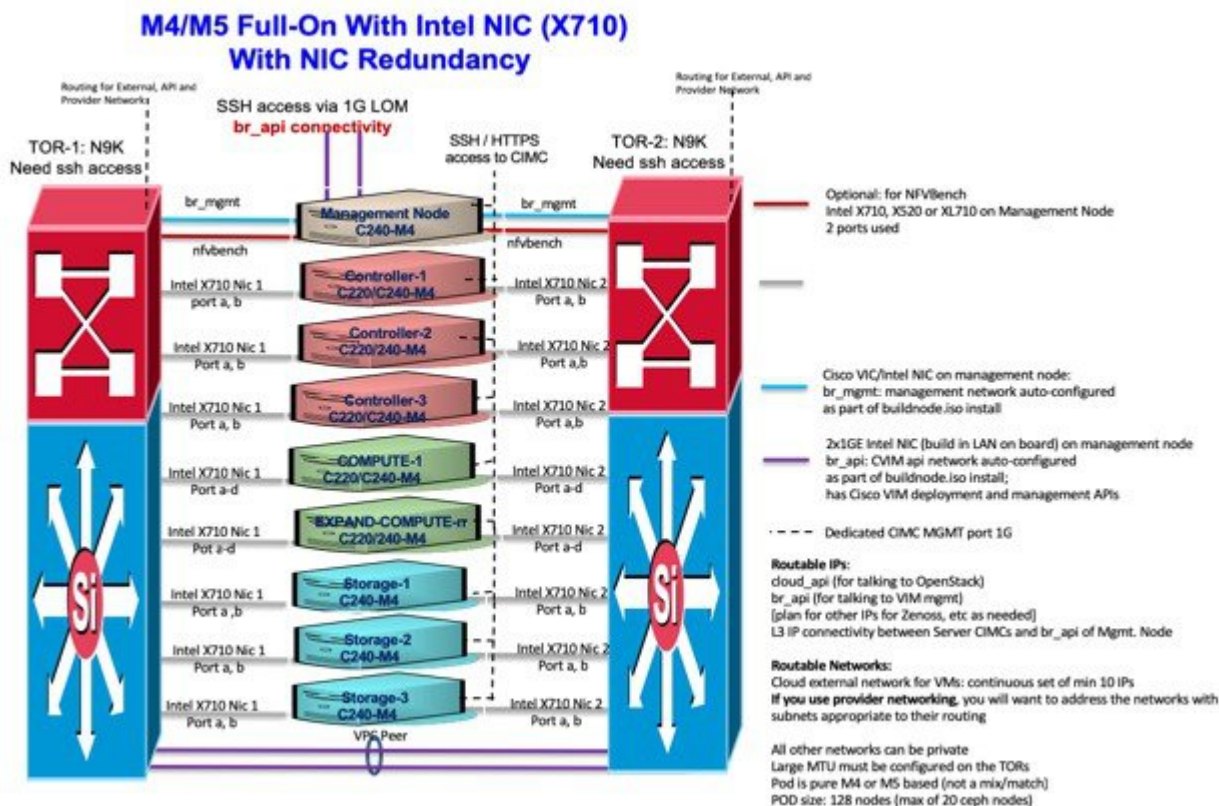 M4/M5 Full-On With Intel NIC (X710)
With NIC Redundancy
Routing for External, API and
Provider Network
SSH access via 1G LOM
br_api connectivity
SSH / HTTPS
access to CIMC
Routing for External, API and
Provider Network
TOR-1: N9K
Need ssh access
TOR-2: N9K
Need ssh access
br_mgmt
Management Node
C240-M4
br_mgmt
nfvbench
nfvbench
Intel X710 Nic 1
port a, b
Controller-1
C220/C240-M4
Intel X710 Nic 2
Port a, b
Intel X710 Nic 1
Port a, b
Controller-2
C220/240-M4
Intel X710 Nic 2
Port a,b
Intel X710 Nic 1
Port a, b
Controller-3
C220/C240-M4
Intel X710 Nic 2
Port a,b
Intel X710 Nic 1
Port a-d
COMPUTE-1
C220/C240-M4
Intel X710 Nic 2
Port a-d
Intel X710 Nic 1
Pot a-d
EXPAND-COMPUTE-n
C220/240-M4
Intel X710 Nic 2
Port a-d
Intel X710 Nic 1
Port a ,b
Storage-1
C240-M4
Intel X710 Nic 2
Port a, b
Intel X710 Nic 1
Port a, b
Storage-2
C240-M4
Intel X710 Nic 2
Port a, b
Intel X710 Nic 1
Port a, b
Storage-3
C240-M4
Intel X710 Nic 2
Port a, b
VPC Peer
Si
Si
Optional: for NFVBench
Intel X710, X520 or XL710 on Management Node
2 ports used
Cisco VIC/Intel NIC on management node:
br_mgmt: management network auto-configured
as part of buildnode.iso install
2x1GE Intel NIC (build in LAN on board) on management node
br_api: CVIM api network auto-configured
as part of buildnode.iso install;
has Cisco VIM deployment and management APIs
Dedicated CIMC MGMT port 1G
Routable IPs:
cloud_api (for talking to OpenStack)
br_api (for talking to VIM mgmt)
[plan for other IPs for Zenoss, etc as needed]
L3 IP connectivity between Server CIMCs and br_api of Mgmt. Node
Routable Networks:
Cloud external network for VMs: continuous set of min 10 IPs
If you use provider networking, you will want to address the networks with
subnets appropriate to their routing
All other networks can be private
Large MTU must be configured on the TORs
Pod is pure M4 or M5 based (not a mix/match)
POD size: 128 nodes (max of 20 ceph nodes)